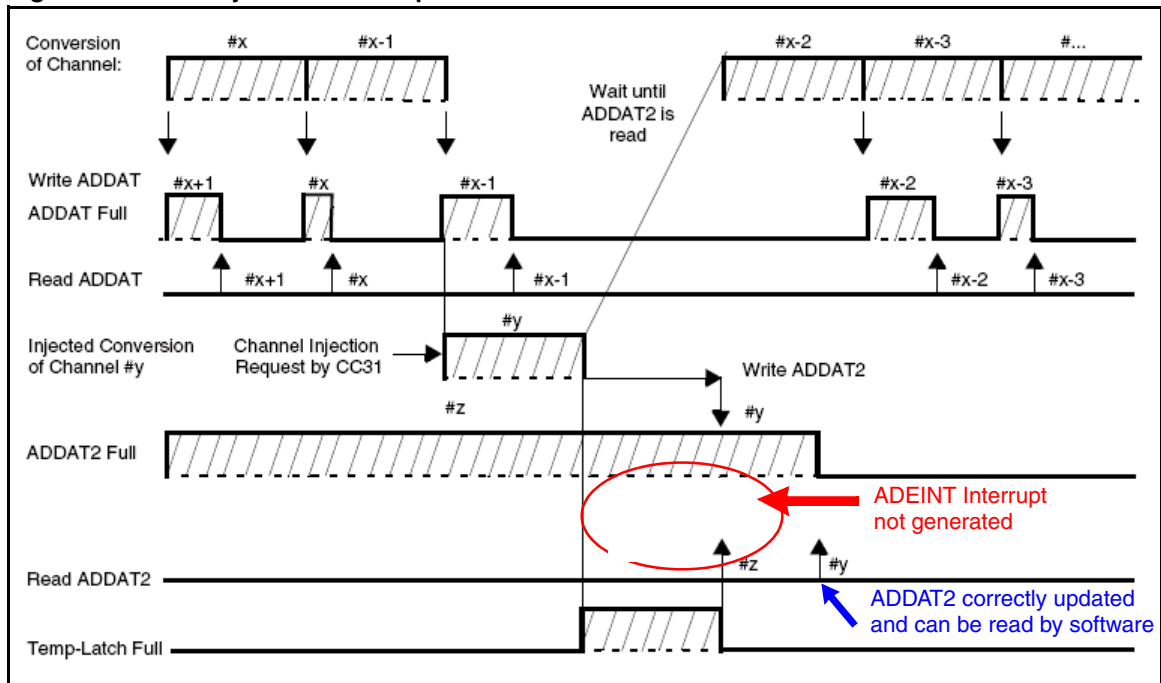 Conversion
of Channel:
#x
#x-1
#x-2
#x-3
#...
Wait until
ADDAT2 is
read
Write ADDAT
ADDAT Full
#x+1
#x
#x-1
#x-2
#x-3
Read ADDAT
#x+1
#x
#x-1
#x-2
#x-3
Injected Conversion
of Channel #y
Channel Injection
Request by CC31
#y
Write ADDAT2
#z
#y
ADDAT2 Full
ADEINT Interrupt
not generated
Read ADDAT2
#z
#y
ADDAT2 correctly updated
and can be read by software
Temp-Latch Full